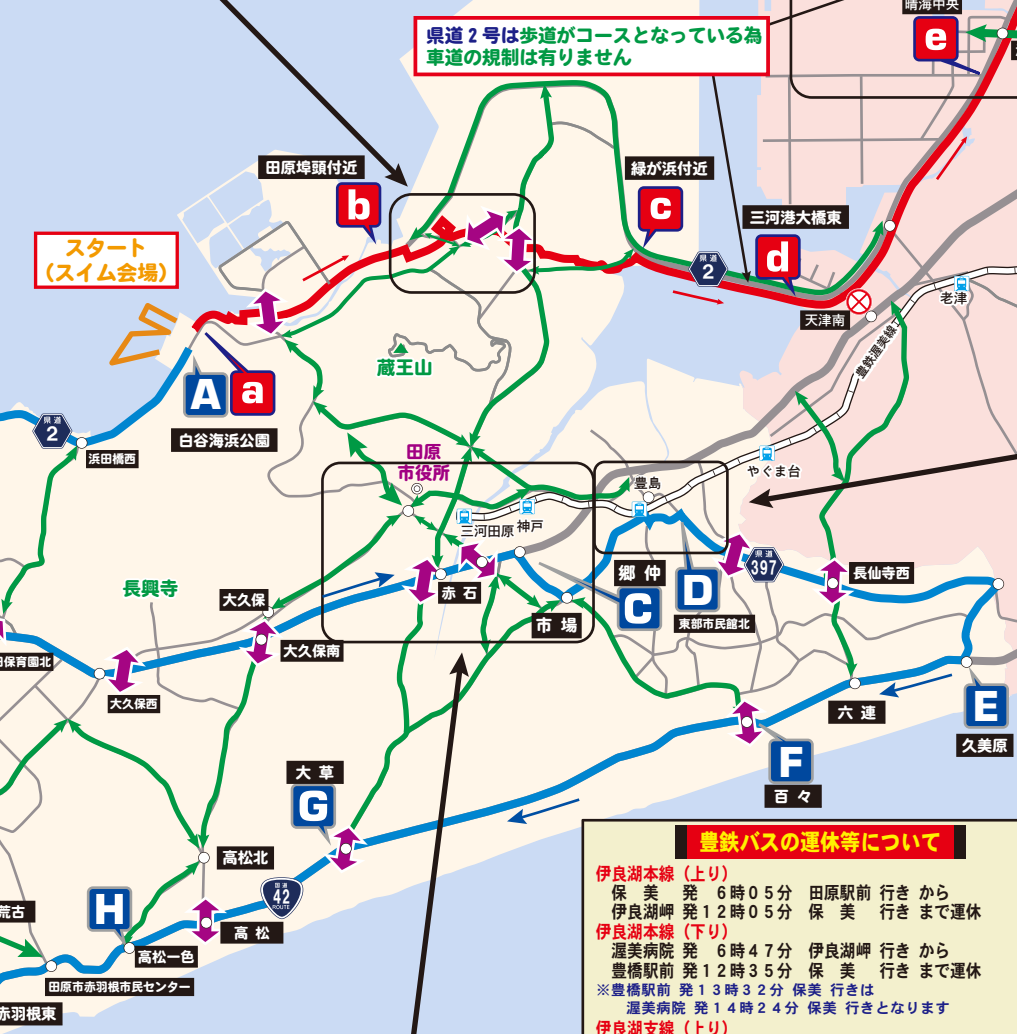 晴海中央
県道2号は歩道がコースとなっている為
車道の規制は有りません
e
田原埠頭付近
緑が浜付近
b
c
三河港大橋東
スタート
(スイム会場)
県道
2
d
老津
天津南
豊鉄渥美線
蔵王山
A
a
県道
2
白谷海浜公園
浜田橋西
田原
市役所
やぐま台
豊島
三河田原
神戸
県道
397
長仙寺西
郷仲
D
長興寺
大久保
赤石
C
市場
東部市民館北
大久保南
保育園北
大久保西
六連
E
久美原
F
大草
百々
G
高松北
国道
42
ROUTE
荒古
H
高松
高松一色
田原市赤羽根市民センター
赤羽根東
豊鉄バスの運休等について
伊良湖本線(上り)
保 美 発 6時05分 田原駅前 行き から
伊良湖岬 発12時05分 保 美 行き まで運休
伊良湖本線(下り)
渥美病院 発 6時47分 伊良湖岬 行き から
豊橋駅前 発12時35分 保 美 行き まで運休
※豊橋駅前 発13時32分 保美 行きは
渥美病院 発14時24分 保美 行きとなります
伊良湖支線(上り)